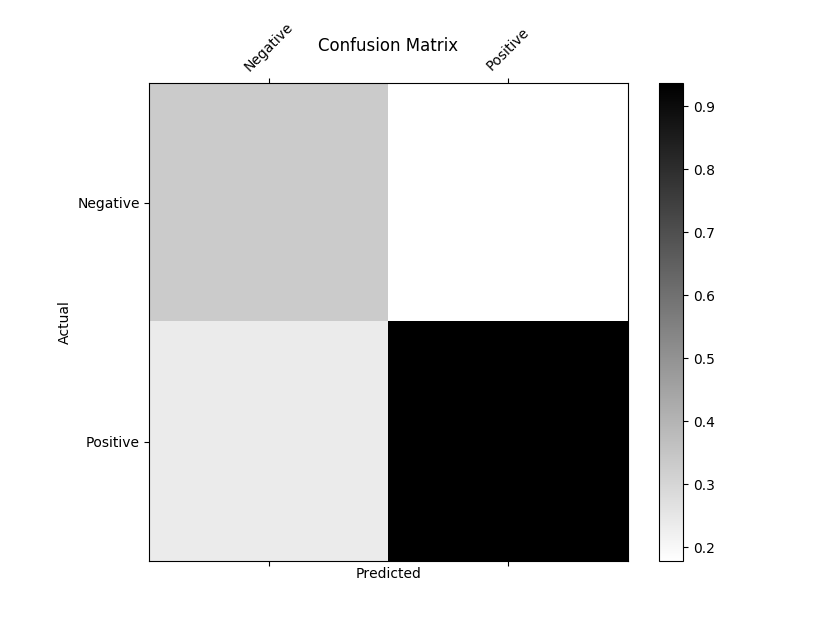 Confusion Matrix
Negative
Positive
Negative
Positive
Actual
Predicted
0.9
0.8
0.7
0.6
0.5
0.4
0.3
0.2